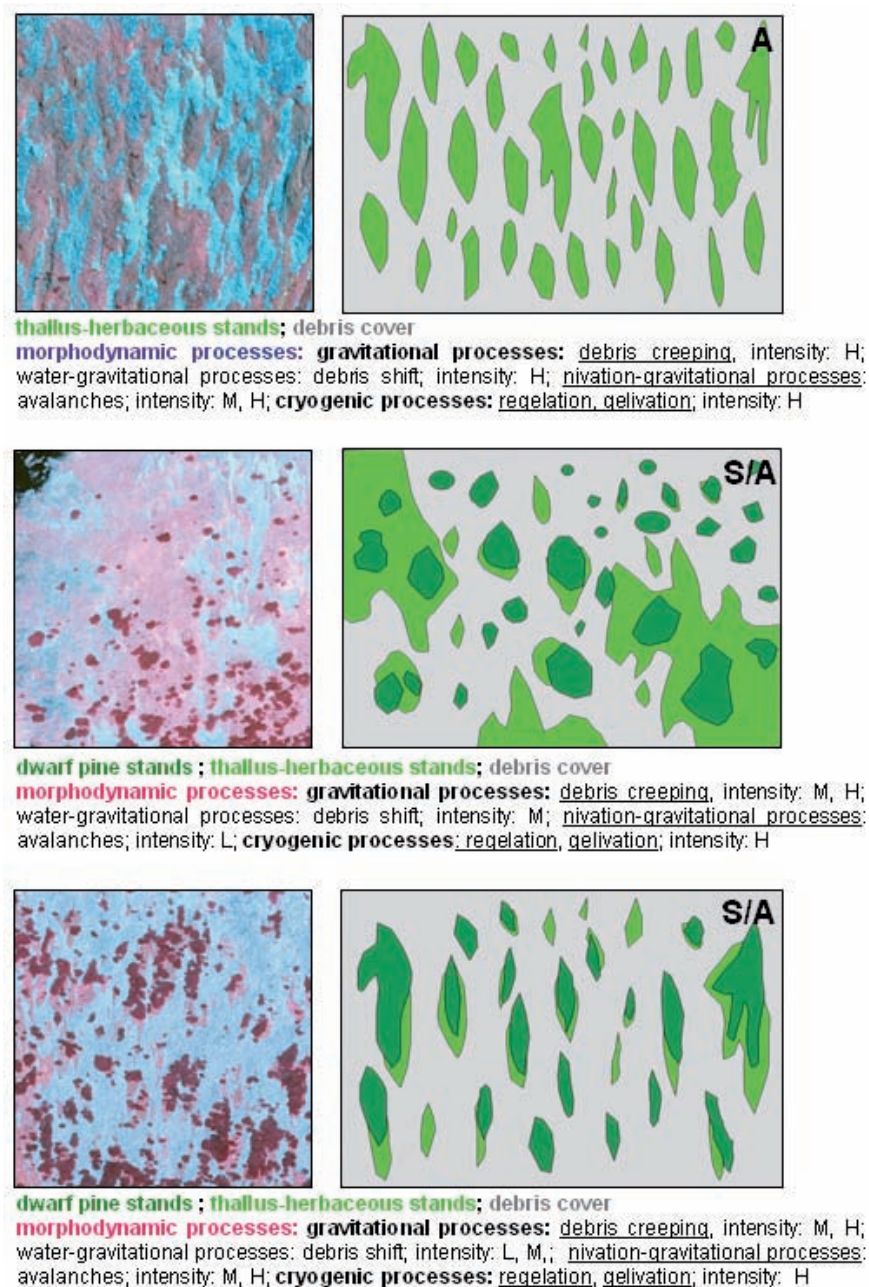 A
thallus-herbaceous stands; debris cover
morphodynamic processes: gravitational processes: debris creeping, intensity: H;
water-gravitational processes: debris shift; intensity: H; nivation-gravitational processes:
avalanches; intensity: M, H; cryogenic processes: regelation, gelivation; intensity: H
S/A
dwarf pine stands ; thallus-herbaceous stands; debris cover
morphodynamic processes: gravitational processes: debris creeping, intensity: M, H;
water-gravitational processes: debris shift; intensity: M; nivation-gravitational processes:
avalanches; intensity: L; cryogenic processes: regelation, gelivation; intensity: H
S/A
dwarf pine stands ; thallus-herbaceous stands; debris cover
morphodynamic processes: gravitational processes: debris creeping, intensity: M, H;
water-gravitational processes: debris shift; intensity: L, M,; nivation-gravitational processes:
avalanches; intensity: M, H; cryogenic processes: regelation, gelivation; intensity: H